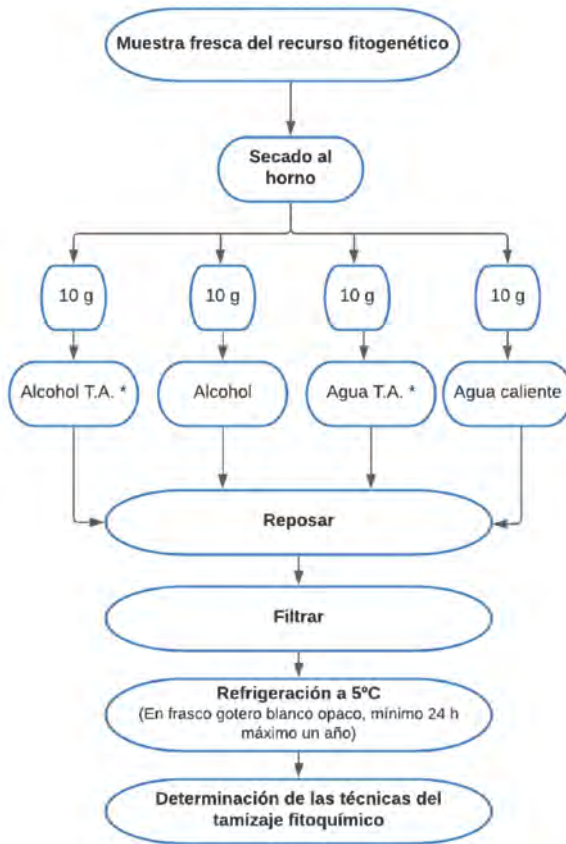 Muestra fresca del recurso fitogenético
Secado al
horno
10 g
10 g
10 g
10 g
Alcohol T.A. *
Alcohol
Agua T.A. *
Agua caliente
Reposar
Filtrar
Refrigeración a 5ºC
(En frasco gotero blanco opaco, mínimo 24 h
máximo un año)
Determinación de las técnicas del
tamizaje fitoquímico